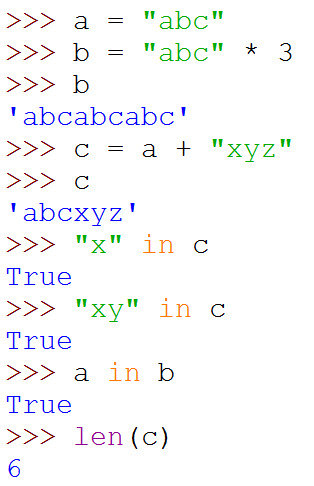 >>> a = "abc"
>>> b = "abc" * 3
>>> b
'abcabcabc'
>>> c = a + "xyz"
>>> c
'abcxyz'
>>> "x" in c
True
>>> "xy" in c
True
>>> a in b
True
>>> len(c)
6